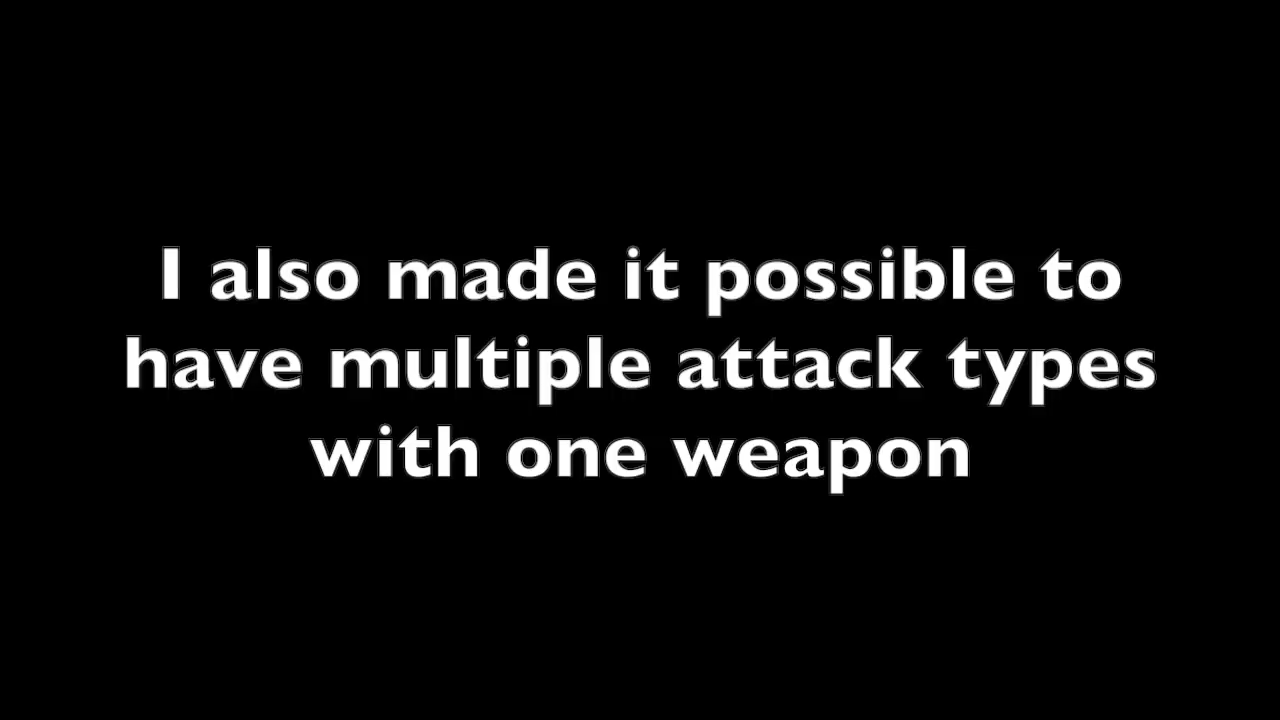 I also made it possible to
have multiple attack types
with one weapon